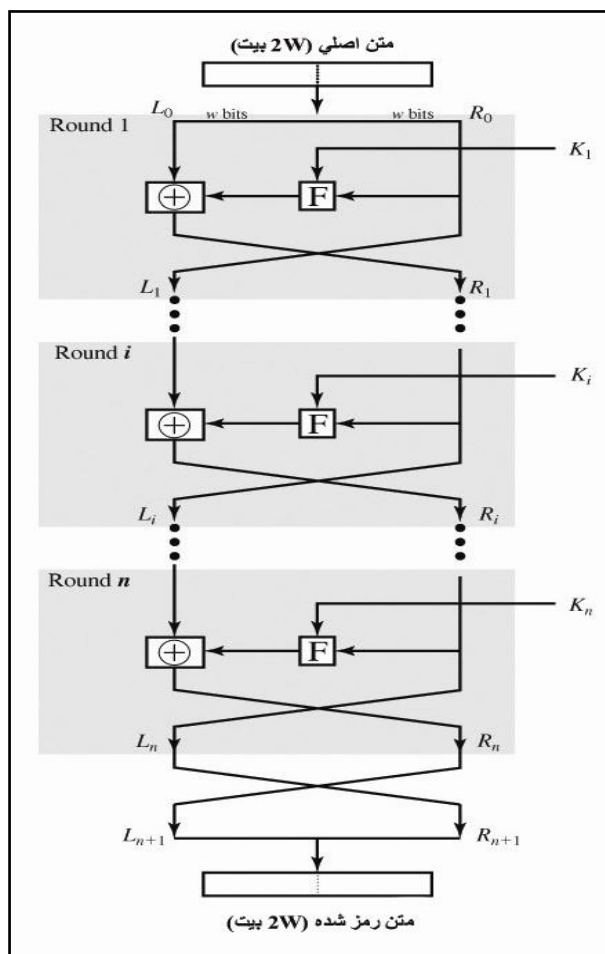 متن اصلي (2W بيت)
L0 w bits w bits R0
Round 1
K1
+ F
L1 R1
Round i
Ki
+ F
Li Ri
Round n
Kn
+ F
Ln Rn
Ln+1 Rn+1
متن رمز شده (2W بيت)